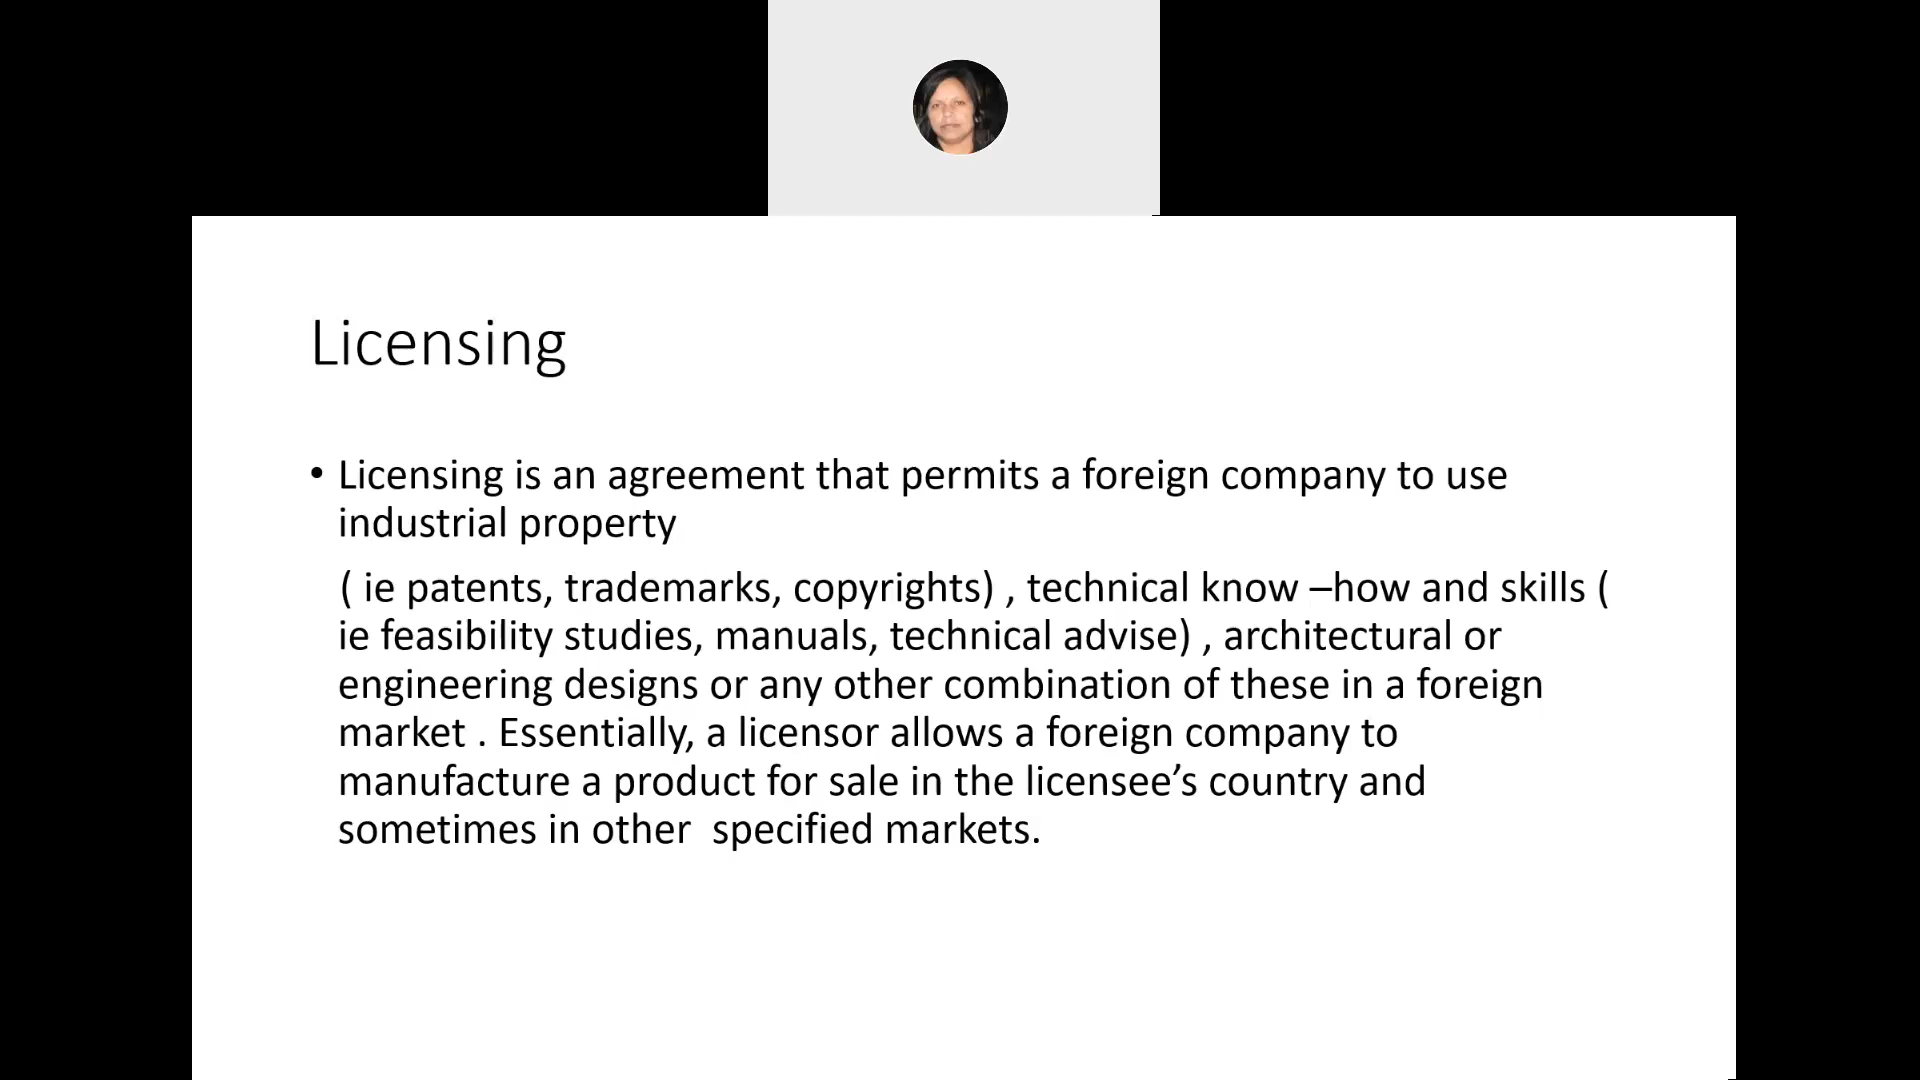 Licensing
• Licensing is an agreement that permits a foreign company to use
industrial property
( ie patents, trademarks, copyrights) , technical know –how and skills (
ie feasibility studies, manuals, technical advise) , architectural or
engineering designs or any other combination of these in a foreign
market . Essentially, a licensor allows a foreign company to
manufacture a product for sale in the licensee’s country and
sometimes in other  specified markets.